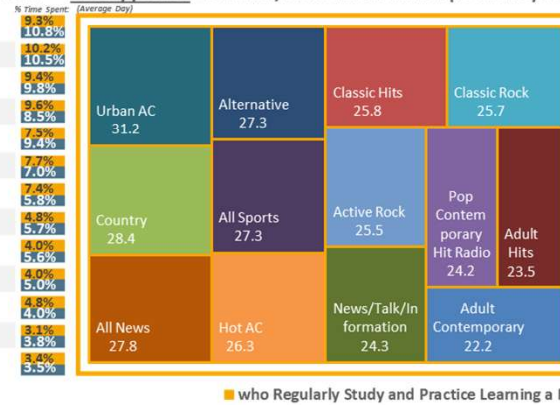 % Time Spent: (Average Day)
9.3%
10.8%
10.2%
10.5%
9.4%
9.8%
9.6%
8.5%
7.5%
9.4%
7.7%
7.0%
7.4%
5.8%
4.8%
5.7%
4.0%
5.6%
4.0%
5.0%
4.8%
4.0%
3.1%
3.8%
3.4%
3.5%
Urban AC
31.2
Alternative
27.3
Classic Hits
25.8
Classic Rock
25.7
Country
28.4
All Sports
27.3
Active Rock
25.5
Pop
Contem
porary
Hit Radio
24.2
Adult
Hits
23.5
All News
27.8
Hot AC
26.3
News/Talk/In
formation
24.3
Adult
Contemporary
22.2
who Regularly Study and Practice Learning a